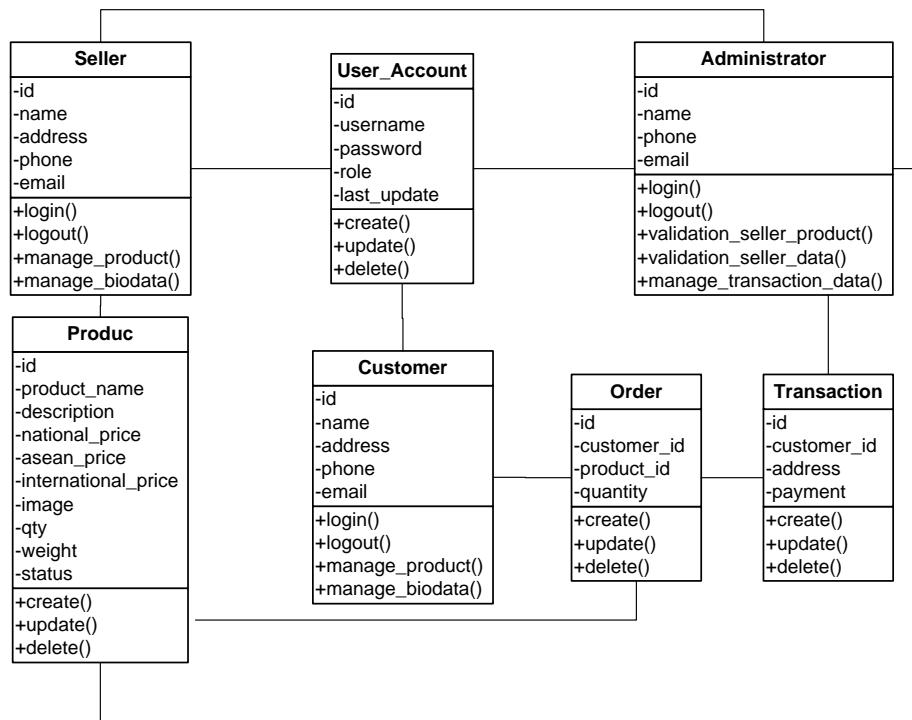 Seller
-id
-name
-address
-phone
-email
+login()
+logout()
+manage_product()
+manage_biodata()
User_Account
-id
-username
-password
-role
-last_update
+create()
+update()
+delete()
Administrator
-id
-name
-phone
-email
+login()
+logout()
+validation_seller_product()
+validation_seller_data()
+manage_transaction_data()
Produc
-id
-product_name
-description
-national_price
-asean_price
-international_price
-image
-qty
-weight
-status
+create()
+update()
+delete()
Customer
-id
-name
-address
-phone
-email
+login()
+logout()
+manage_product()
+manage_biodata()
Order
-id
-customer_id
-product_id
-quantity
+create()
+update()
+delete()
Transaction
-id
-customer_id
-address
-payment
+create()
+update()
+delete()